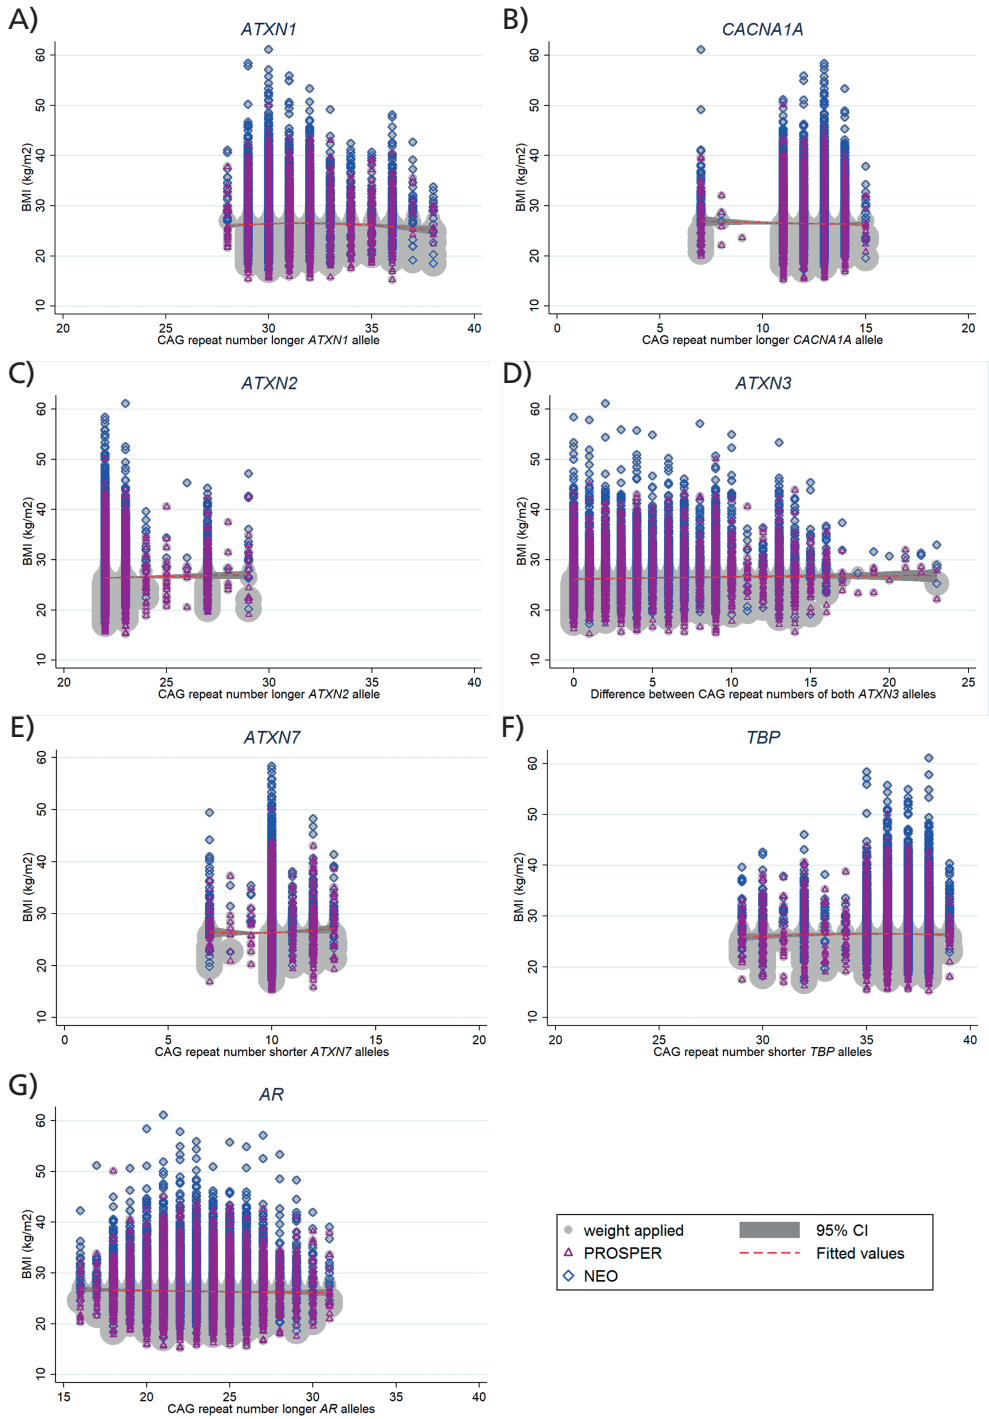 A)
ATXN1
BMI (kg/m2)
60
50
40
30
20
10
20 25 30 35 40
CAG repeat number longer ATXN1 allele
B)
CACNA1A
BMI (kg/m2)
60
50
40
30
20
10
0 5 10 15 20
CAG repeat number longer CACNA1A allele
C)
ATXN2
BMI (kg/m2)
60
50
40
30
20
10
20 25 30 35 40
CAG repeat number longer ATXN2 allele
D)
ATXN3
BMI (kg/m2)
60
50
40
30
20
10
0 5 10 15 20 25
Difference between CAG repeat numbers of both ATXN3 alleles
E)
ATXN7
BMI (kg/m2)
60
50
40
30
20
10
0 5 10 15 20
CAG repeat number shorter ATXN7 alleles
F)
TBP
BMI (kg/m2)
60
50
40
30
20
10
20 25 30 35 40
CAG repeat number shorter TBP alleles
G)
AR
BMI (kg/m2)
60
50
40
30
20
10
15 20 25 30 35 40
CAG repeat number longer AR alleles
weight applied
95% CI
PROSPER
Fitted values
NEO